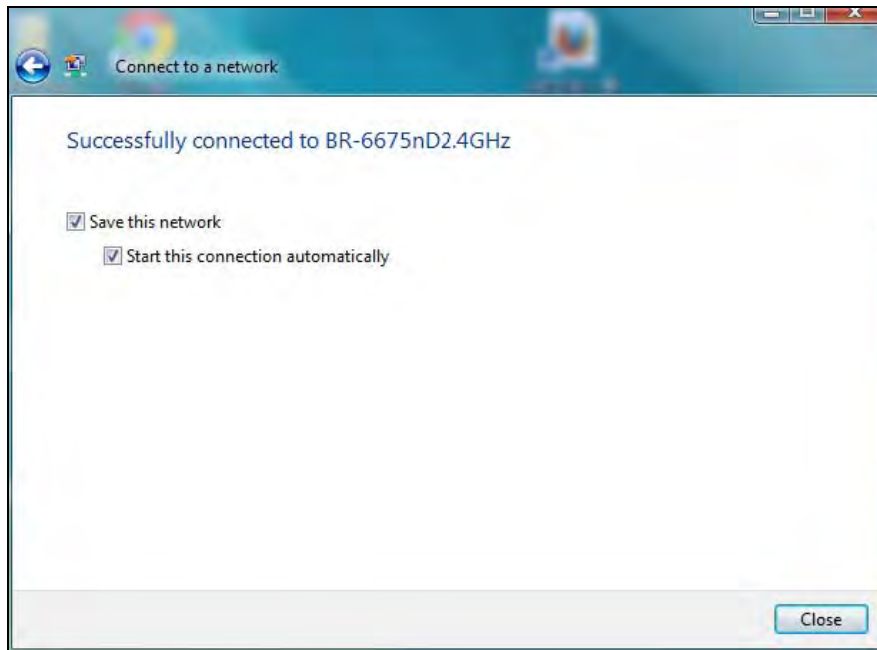 Connect to a network
Successfully connected to BR-6675nD2.4GHz
Save this network
Start this connection automatically
Close